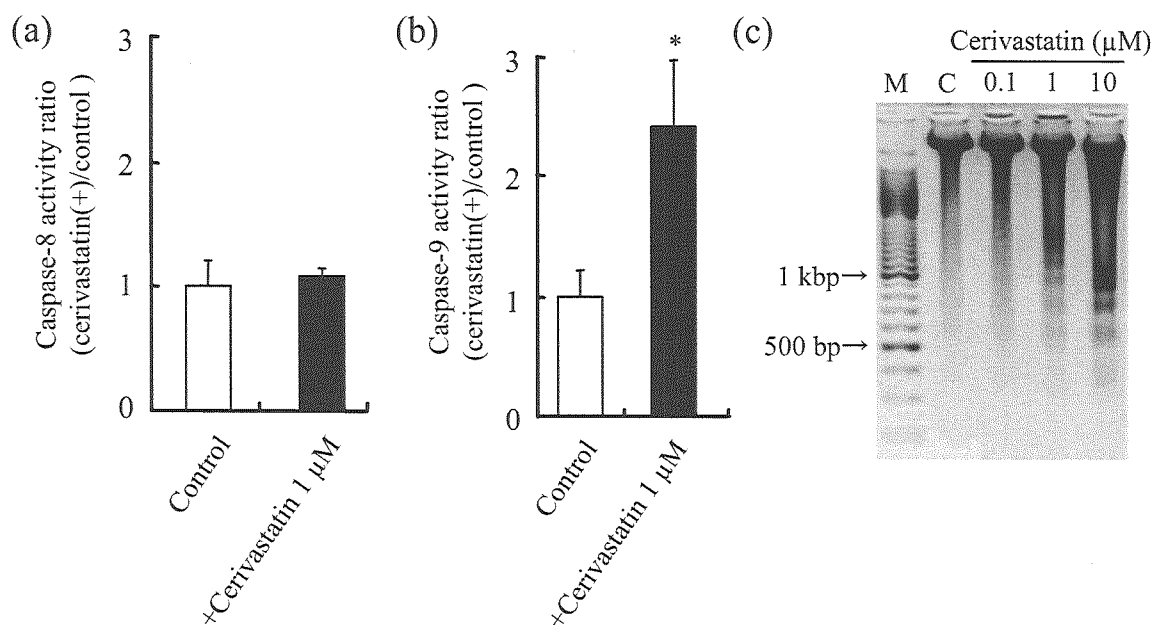 (a)
Caspase-8 activity ratio
(cerivastatin(+)/control )
3
2
1
0
Control
+Cerivastatin 1 µM
(b)
Caspase-9 activity ratio
(cerivastatin(+)/control )
3
2
1
0
*
Control
+Cerivastatin 1 µM
(c)
Cerivastatin (µM)
M C 0.1 1 10
1 kbp→
500 bp→